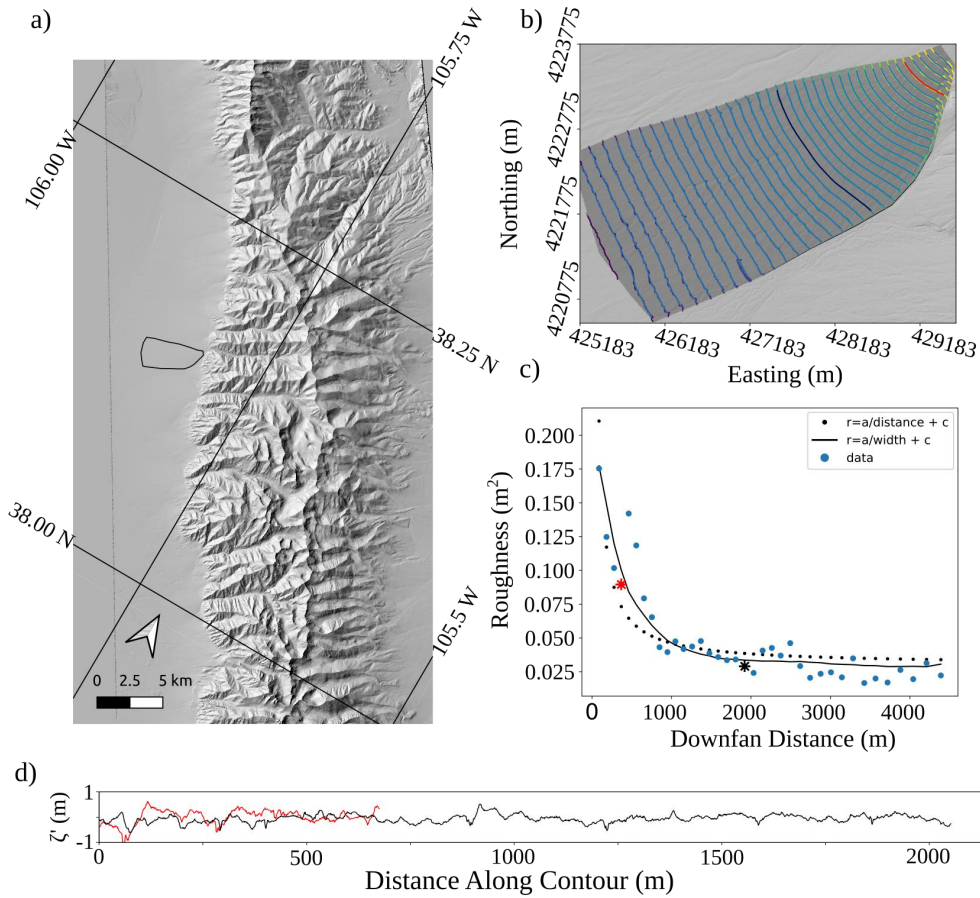 a)
105.75 W
106.00 W
38.25 N
38.00 N
105.5 W
0 2.5 5 km
b)
Northing (m)
4223775
4222775
4221775
4220775
425183 426183 427183 428183 429183
Easting (m)
c)
Roughness (m²)
0.200
0.175
0.150
0.125
0.100
0.075
0.050
0.025
r=a/distance + c
r=a/width + c
data
0 1000 2000 3000 4000
Downfan Distance (m)
d)
ζ' (m)
1
-1
0 500 1000 1500 2000
Distance Along Contour (m)